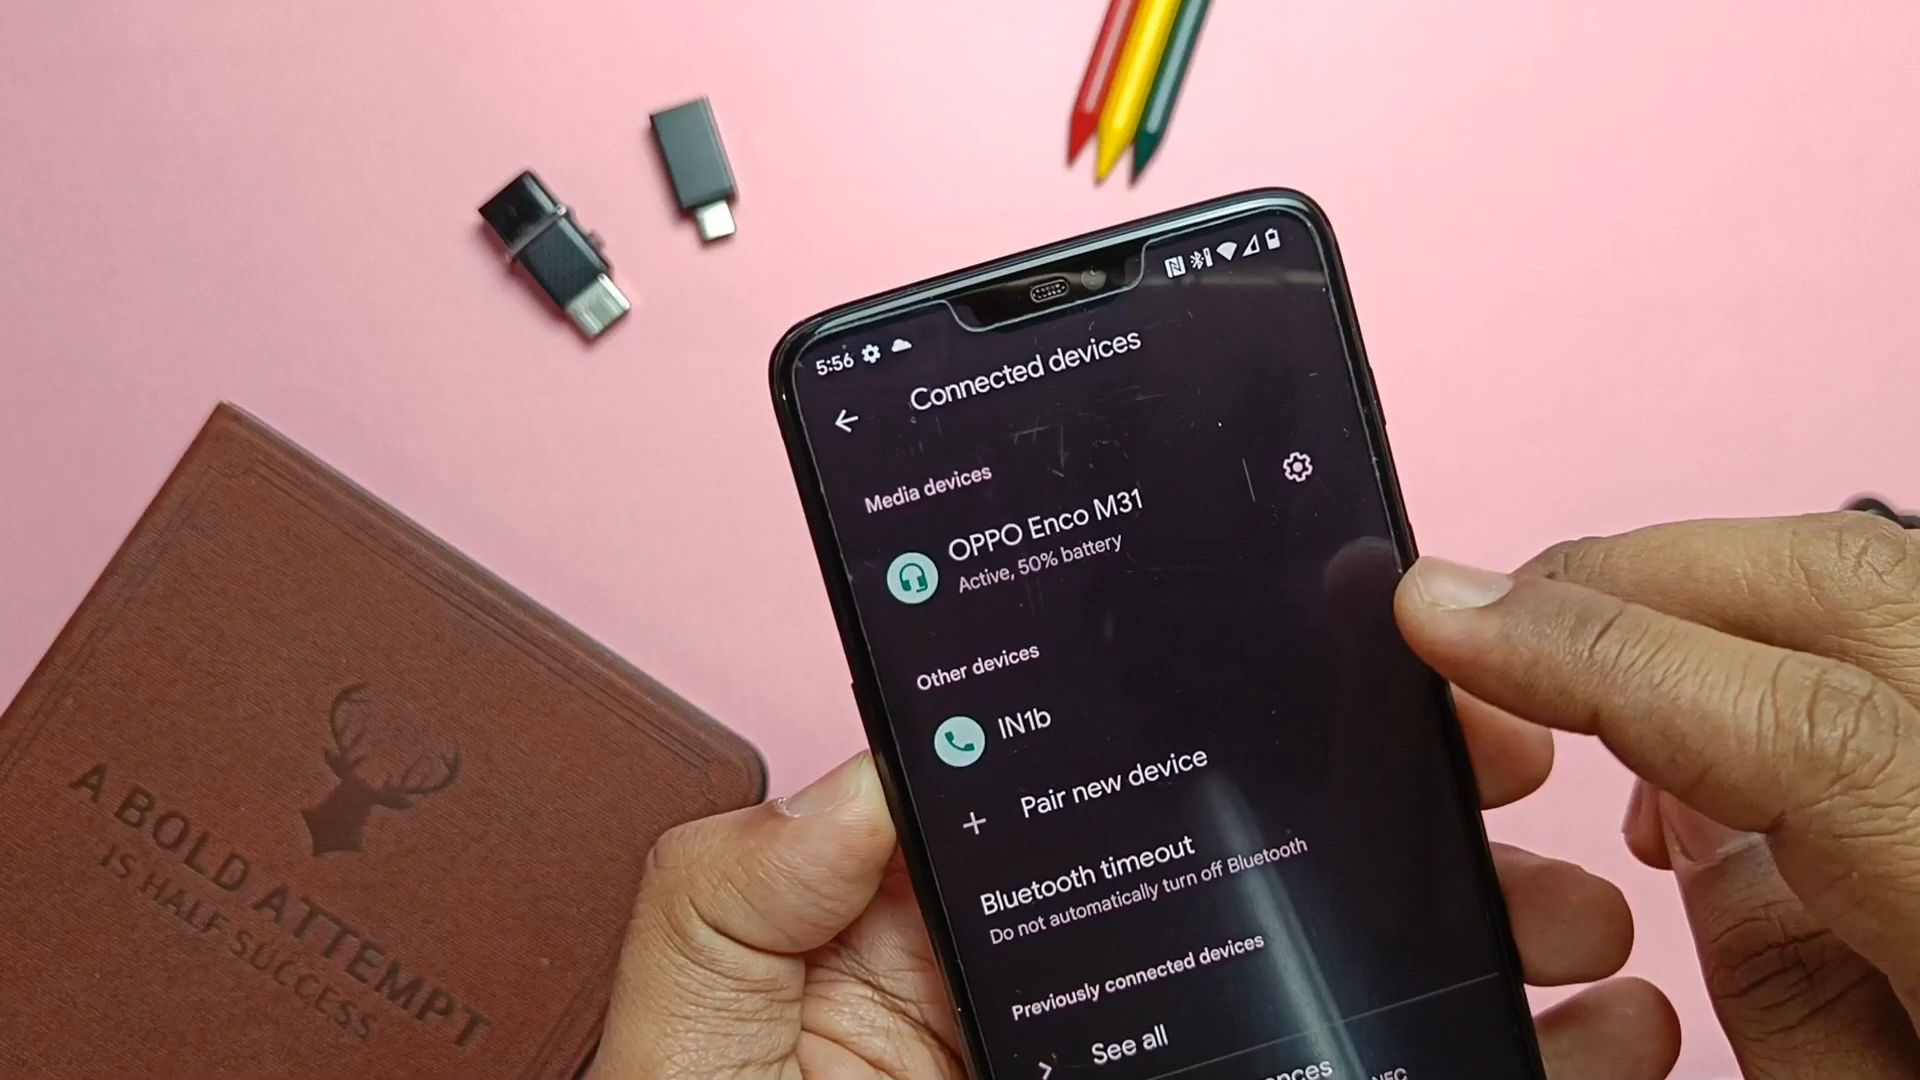 5:56
Connected devices
Media devices
OPPO Enco M31
Active, 50% battery
Other devices
IN1b
Pair new device
Bluetooth timeout
Do not automatically turn off Bluetooth
Previously connected devices
See all
A BOLD ATTEMPT
IS HALF SUCCESS